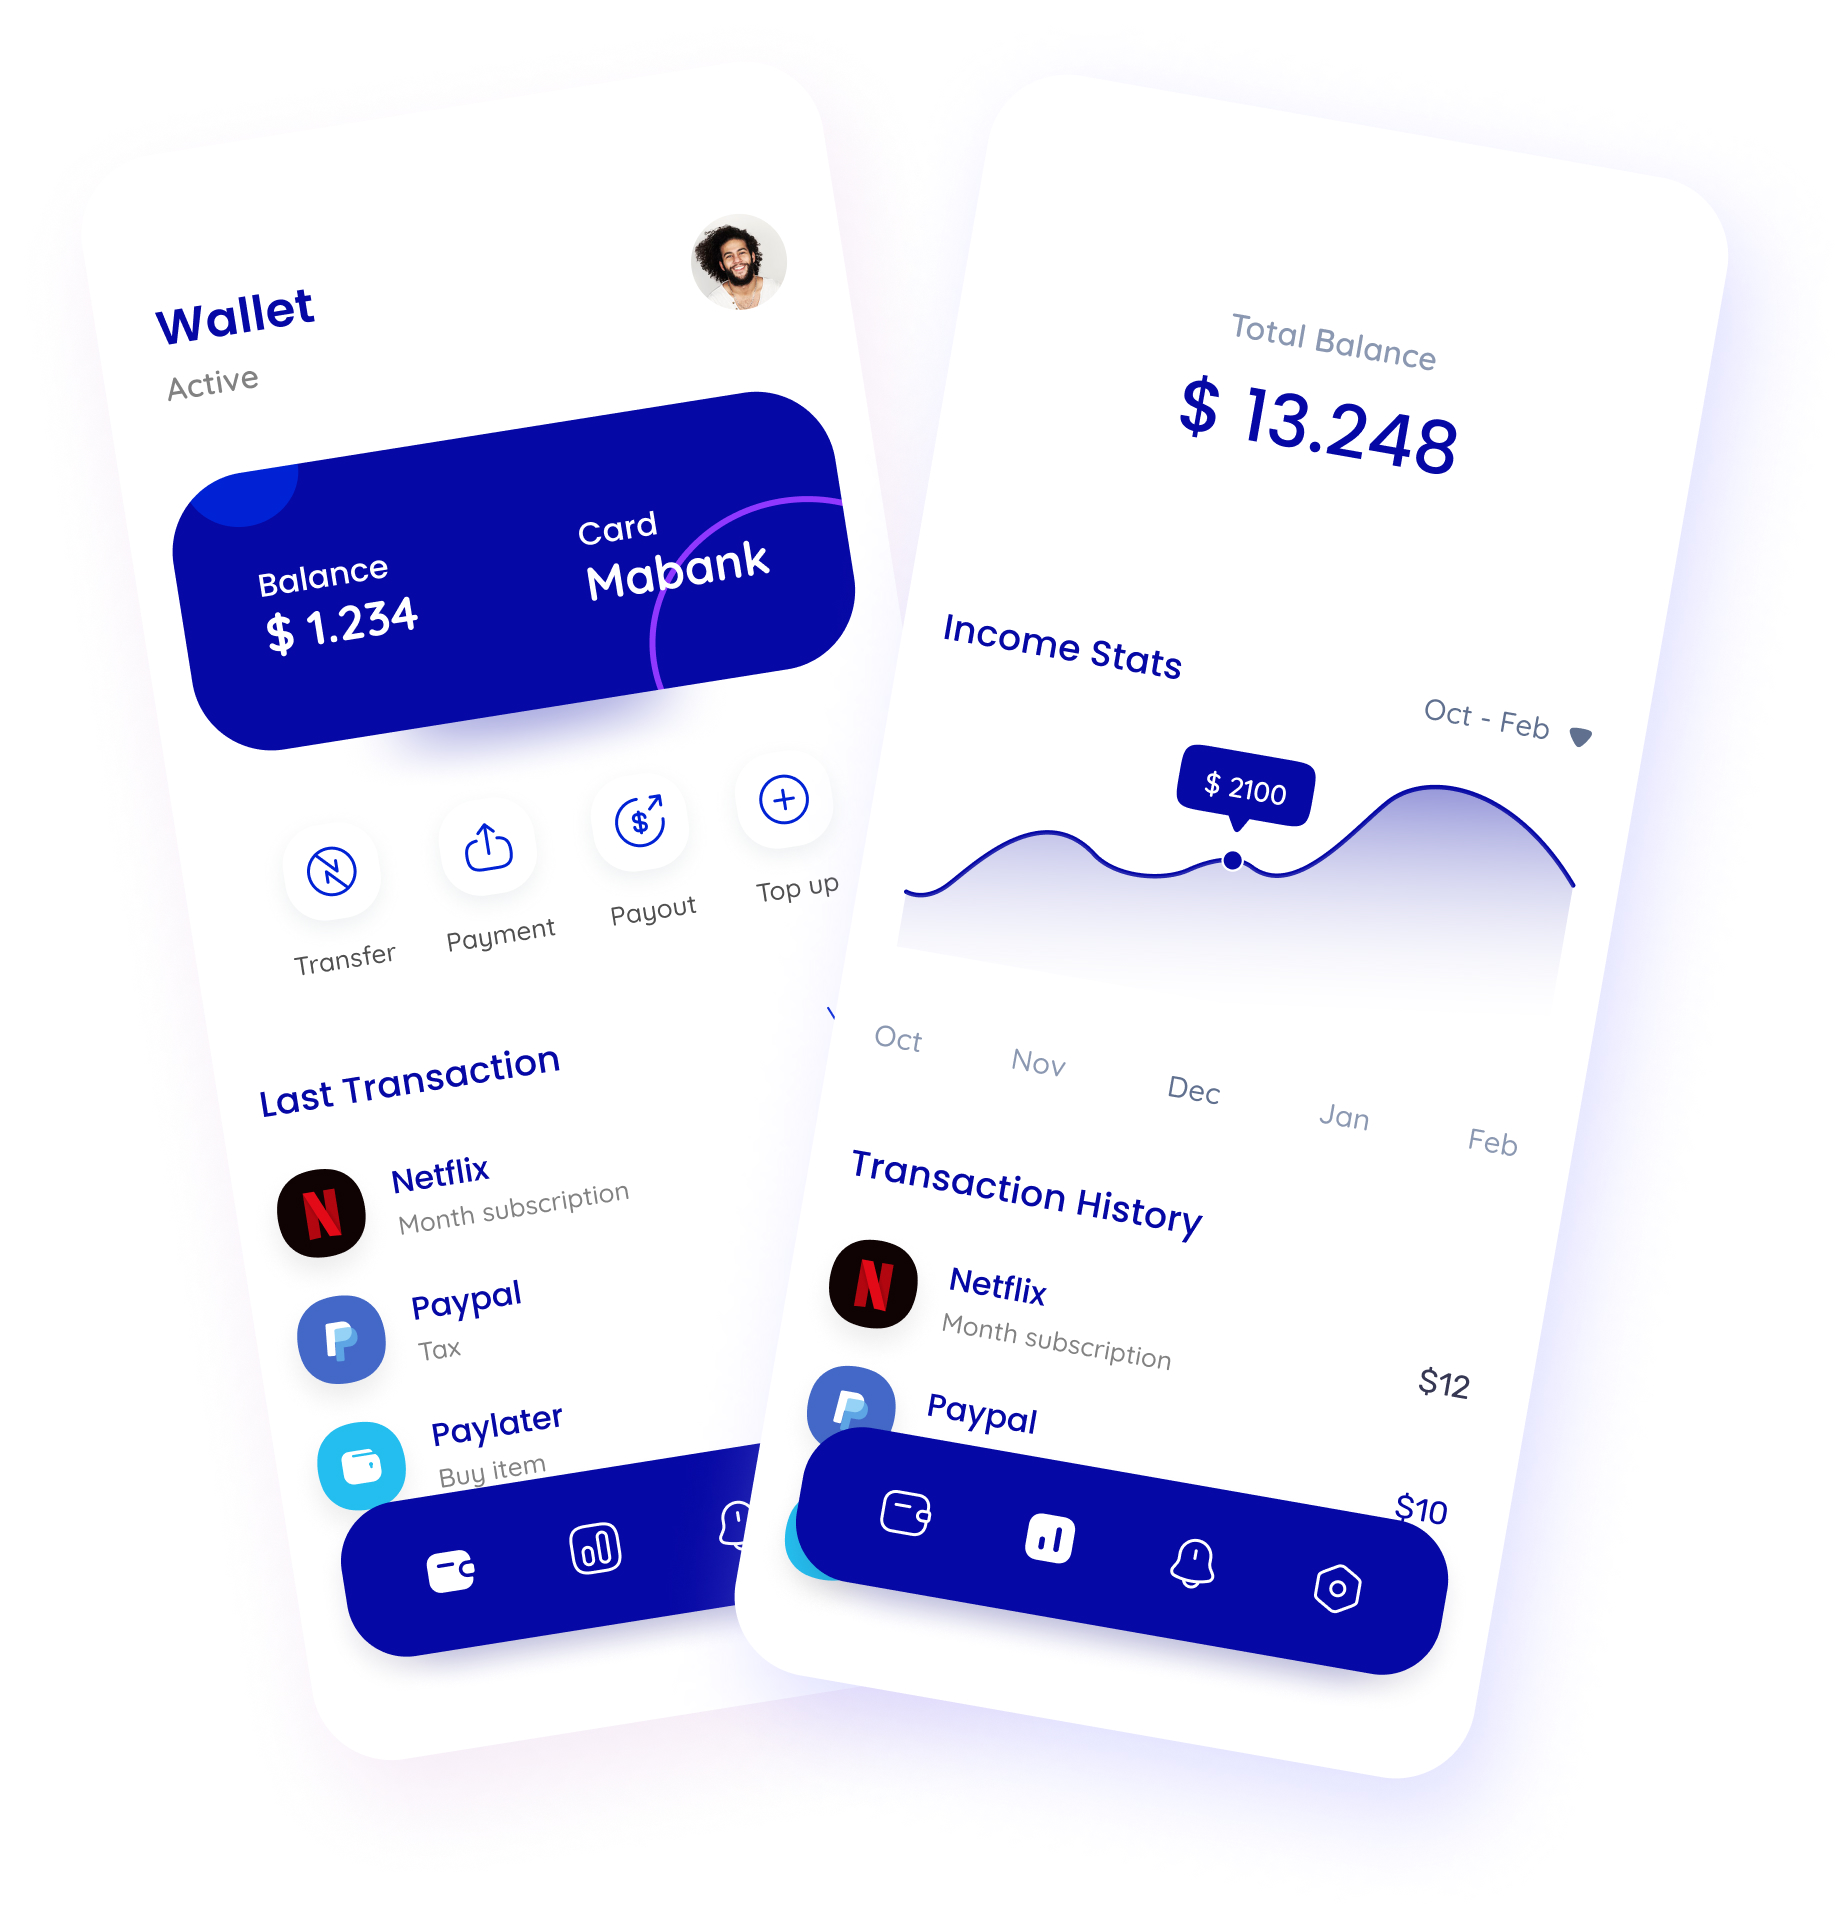 Wallet
Active
Balance
$ 1.234
Card
Mabank
Transfer
Payment
Payout
Top up
Last Transaction
Netflix
Month subscription
Paypal
Tax
Paylater
Buy item
Total Balance
$ 13.248
Income Stats
Oct - Feb
$ 2100
Oct
Nov
Dec
Jan
Feb
Transaction History
Netflix
Month subscription
$12
Paypal
$10